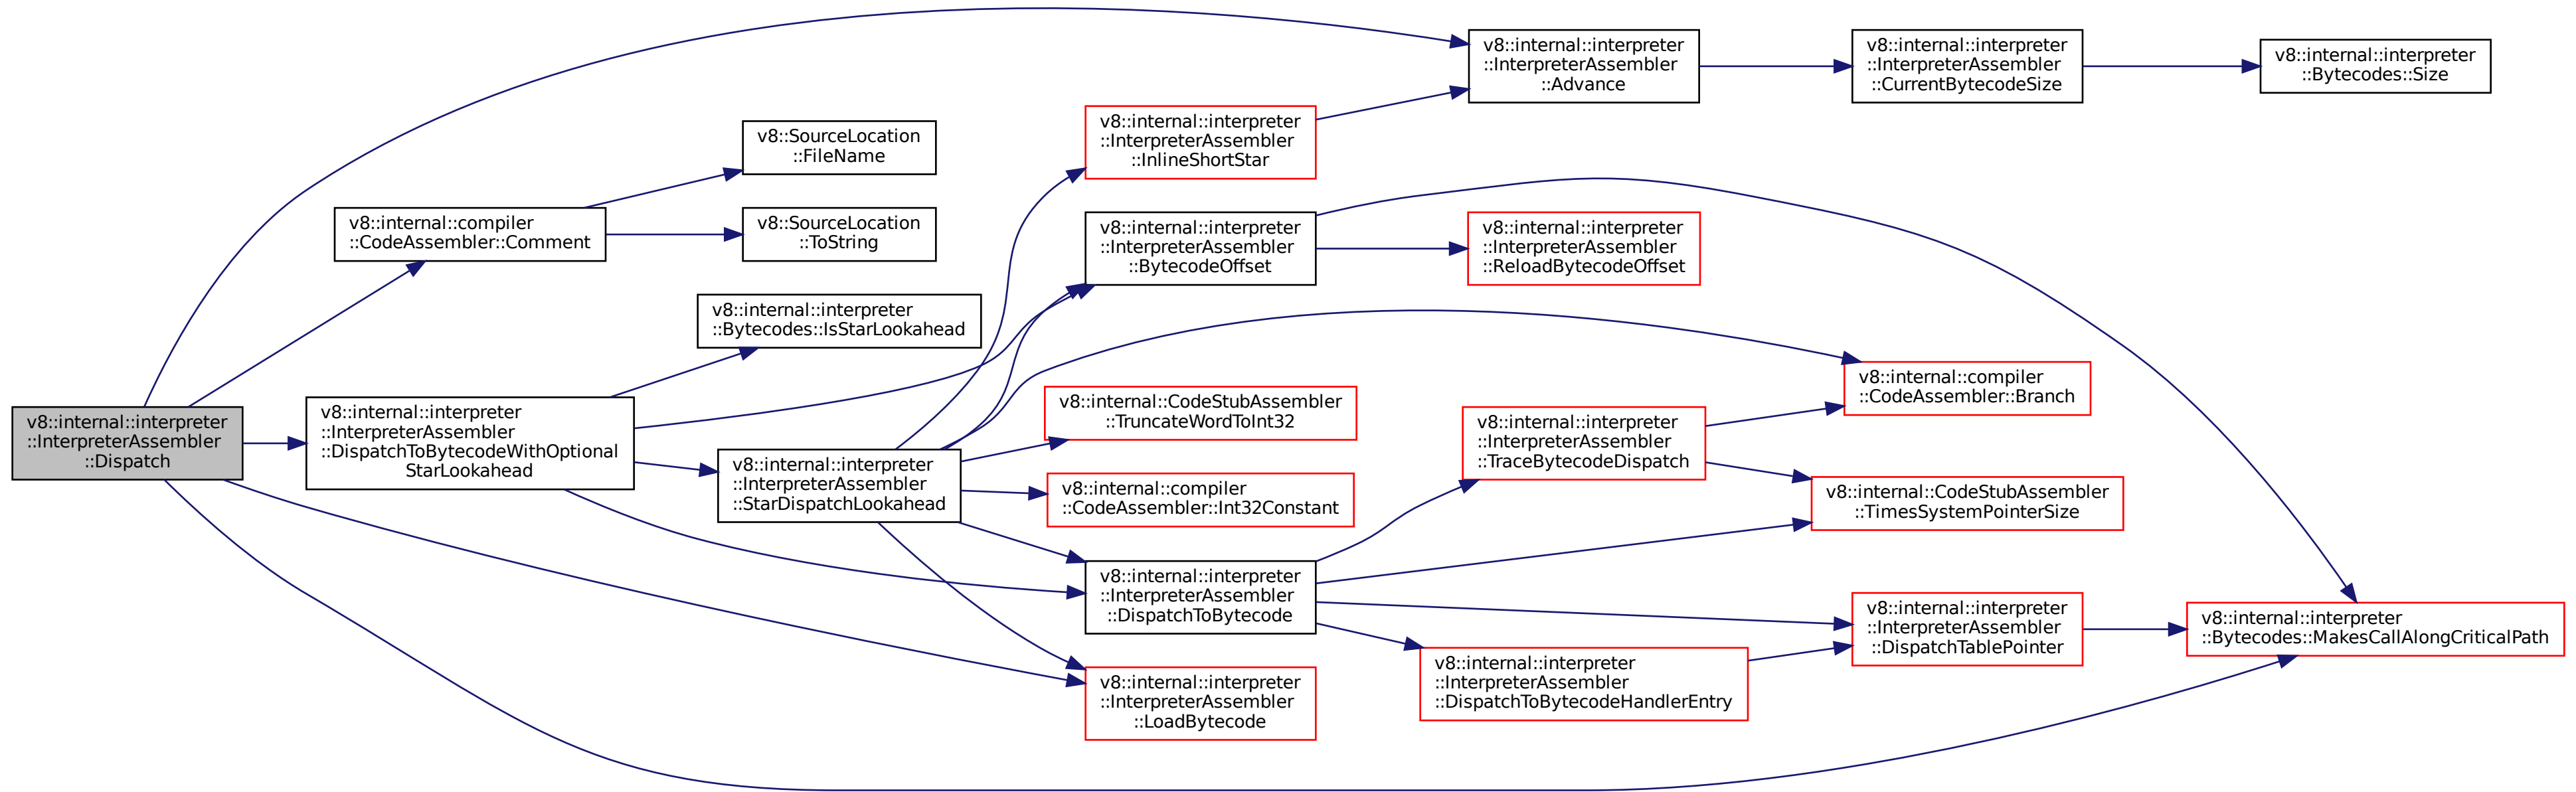 v8::internal::interpreter
::InterpreterAssembler
::Dispatch
v8::internal::compiler
::CodeAssembler::Comment
v8::SourceLocation
::FileName
v8::SourceLocation
::ToString
v8::internal::interpreter
::InterpreterAssembler
::DispatchToBytecodeWithOptional
StarLookahead
v8::internal::interpreter
::Bytecodes::IsStarLookahead
v8::internal::interpreter
::InterpreterAssembler
::StarDispatchLookahead
v8::internal::interpreter
::InterpreterAssembler
::InlineShortStar
v8::internal::interpreter
::InterpreterAssembler
::BytecodeOffset
v8::internal::CodeStubAssembler
::TruncateWordToInt32
v8::internal::compiler
::CodeAssembler::Int32Constant
v8::internal::interpreter
::InterpreterAssembler
::DispatchToBytecode
v8::internal::interpreter
::InterpreterAssembler
::LoadBytecode
v8::internal::interpreter
::InterpreterAssembler
::Advance
v8::internal::interpreter
::InterpreterAssembler
::ReloadBytecodeOffset
v8::internal::interpreter
::InterpreterAssembler
::TraceBytecodeDispatch
v8::internal::interpreter
::InterpreterAssembler
::DispatchToBytecodeHandlerEntry
v8::internal::interpreter
::InterpreterAssembler
::CurrentBytecodeSize
v8::internal::compiler
::CodeAssembler::Branch
v8::internal::CodeStubAssembler
::TimesSystemPointerSize
v8::internal::interpreter
::InterpreterAssembler
::DispatchTablePointer
v8::internal::interpreter
::Bytecodes::Size
v8::internal::interpreter
::Bytecodes::MakesCallAlongCriticalPath